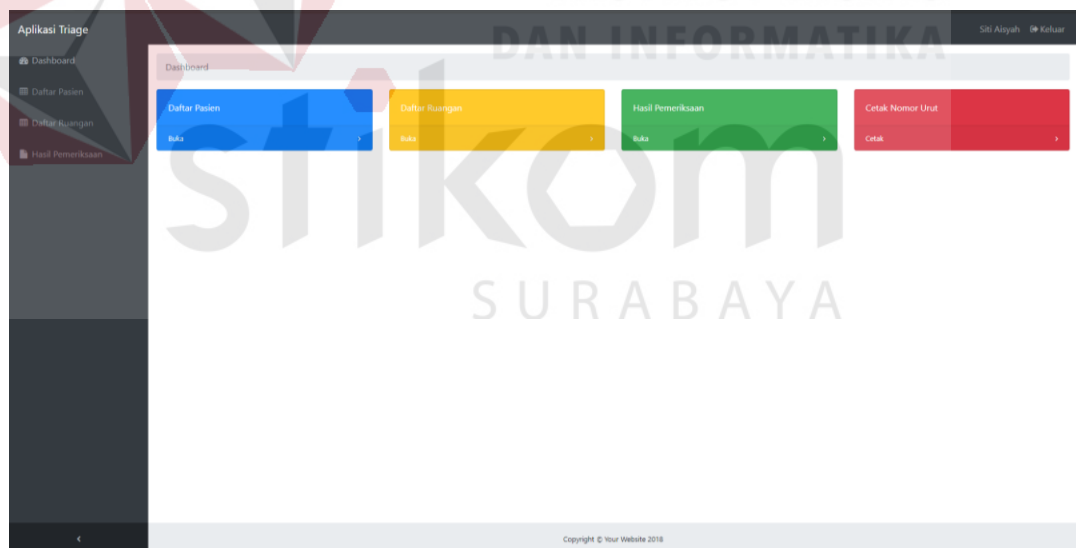 DAN INFORMATIKA
Aplikasi Triage
Siti Aisyah Keluar
Dashboard
Daftar Pasien
Daftar Ruangan
Hasil Pemeriksaan
Dashboard
Daftar Pasien
Buka
Daftar Ruangan
Buka
Hasil Pemeriksaan
Buka
Cetak Nomor Urut
Cetak
stikom
SURABAYA
Copyright © Your Website 2018